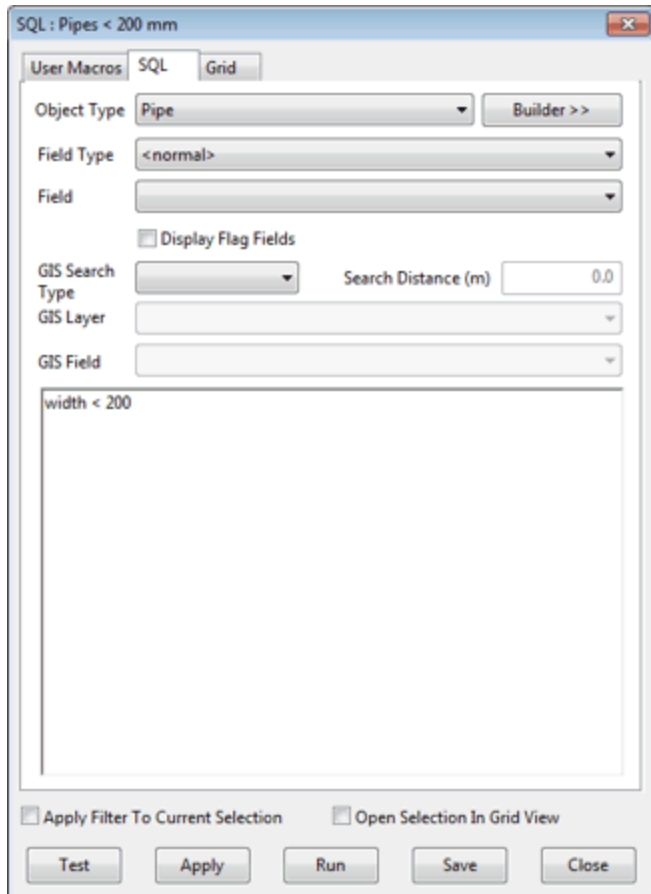 SQL : Pipes < 200 mm
User Macros SQL Grid
Object Type Pipe Builder >>
Field Type <normal>
Field
Display Flag Fields
GIS Search Type Search Distance (m) 0.0
GIS Layer
GIS Field
width < 200
Apply Filter To Current Selection Open Selection In Grid View
Test Apply Run Save Close